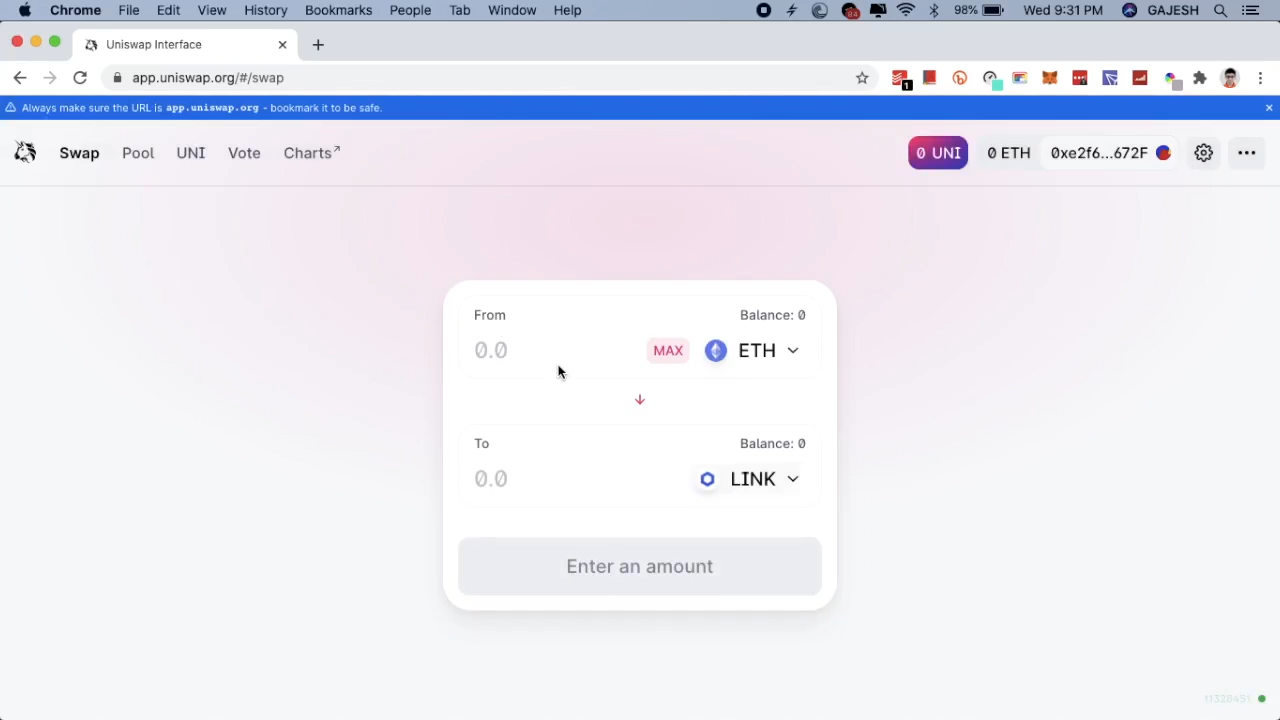 Chrome File Edit View History Bookmarks People Tab Window Help 84 98% Wed 9:31 PM GAJESH
Uniswap Interface
app.uniswap.org/#/swap 1
Always make sure the URL is app.uniswap.org - bookmark it to be safe.
Swap Pool UNI Vote Charts↗ 0 UNI 0 ETH 0xe2f6...672F
From Balance: 0
0.0 MAX ETH
To Balance: 0
0.0 LINK
Enter an amount
11328451